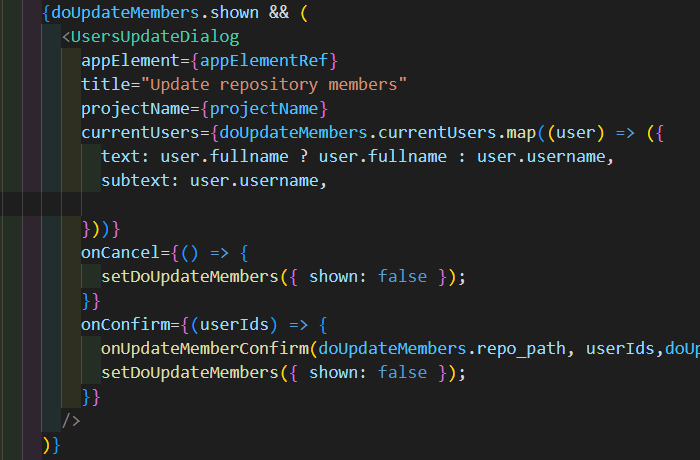 {doUpdateMembers.shown && (
<UsersUpdateDialog
appElement={appElementRef}
title="Update repository members"
projectName={projectName}
currentUsers={doUpdateMembers.currentUsers.map((user) => ({
text: user.fullname ? user.fullname : user.username,
subtext: user.username,
}))}
onCancel={() => {
setDoUpdateMembers({ shown: false });
}}
onConfirm={(userIds) => {
onUpdateMemberConfirm(doUpdateMembers.repo_path, userIds,doUp
setDoUpdateMembers({ shown: false });
}}
/>
)}